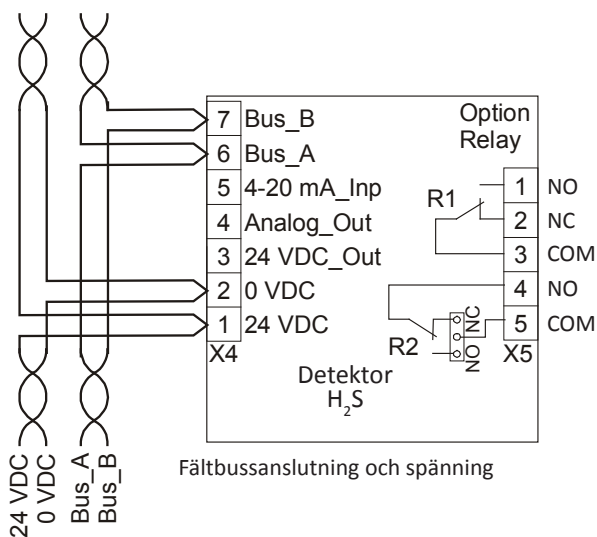 Option
Relay
7 Bus_B
6 Bus_A
5 4-20 mA_Inp
4 Analog_Out
3 24 VDC_Out
2 0 VDC
1 24 VDC
X4
R1
1 NO
2 NC
3 COM
4 NO
5 COM
X5
R2
NO NC
Detektor
H₂S
Fältbussanslutning och spänning
24 VDC
0 VDC
Bus_A
Bus_B